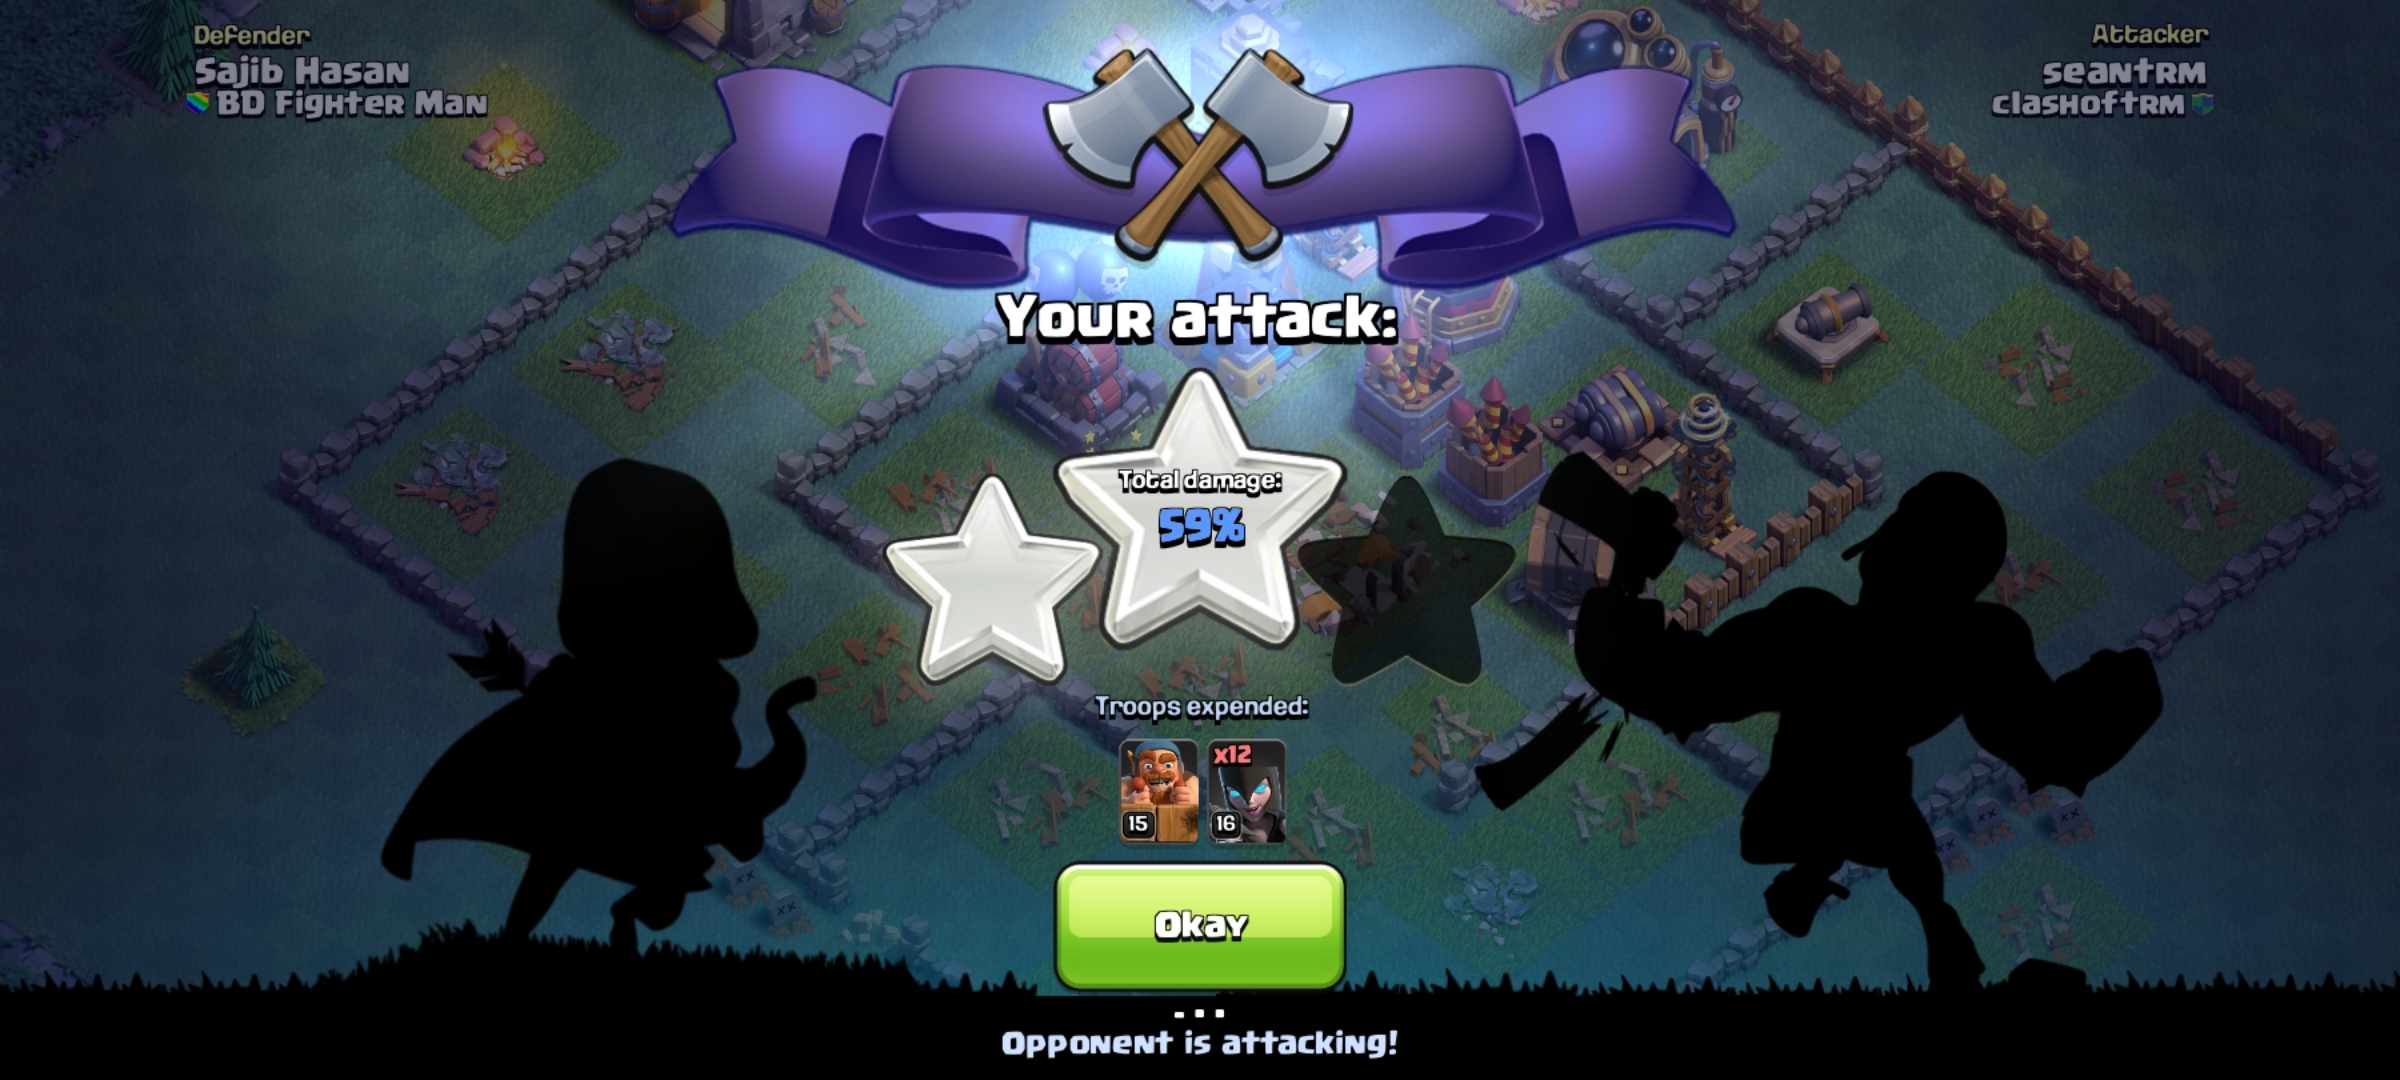 Defender
Sajib Hasan
BD Fighter Man
Attacker
seantRM
clashoftRM
Your attack:
Total damage:
59%
Troops expended:
x12
15
16
Okay
Opponent is attacking!